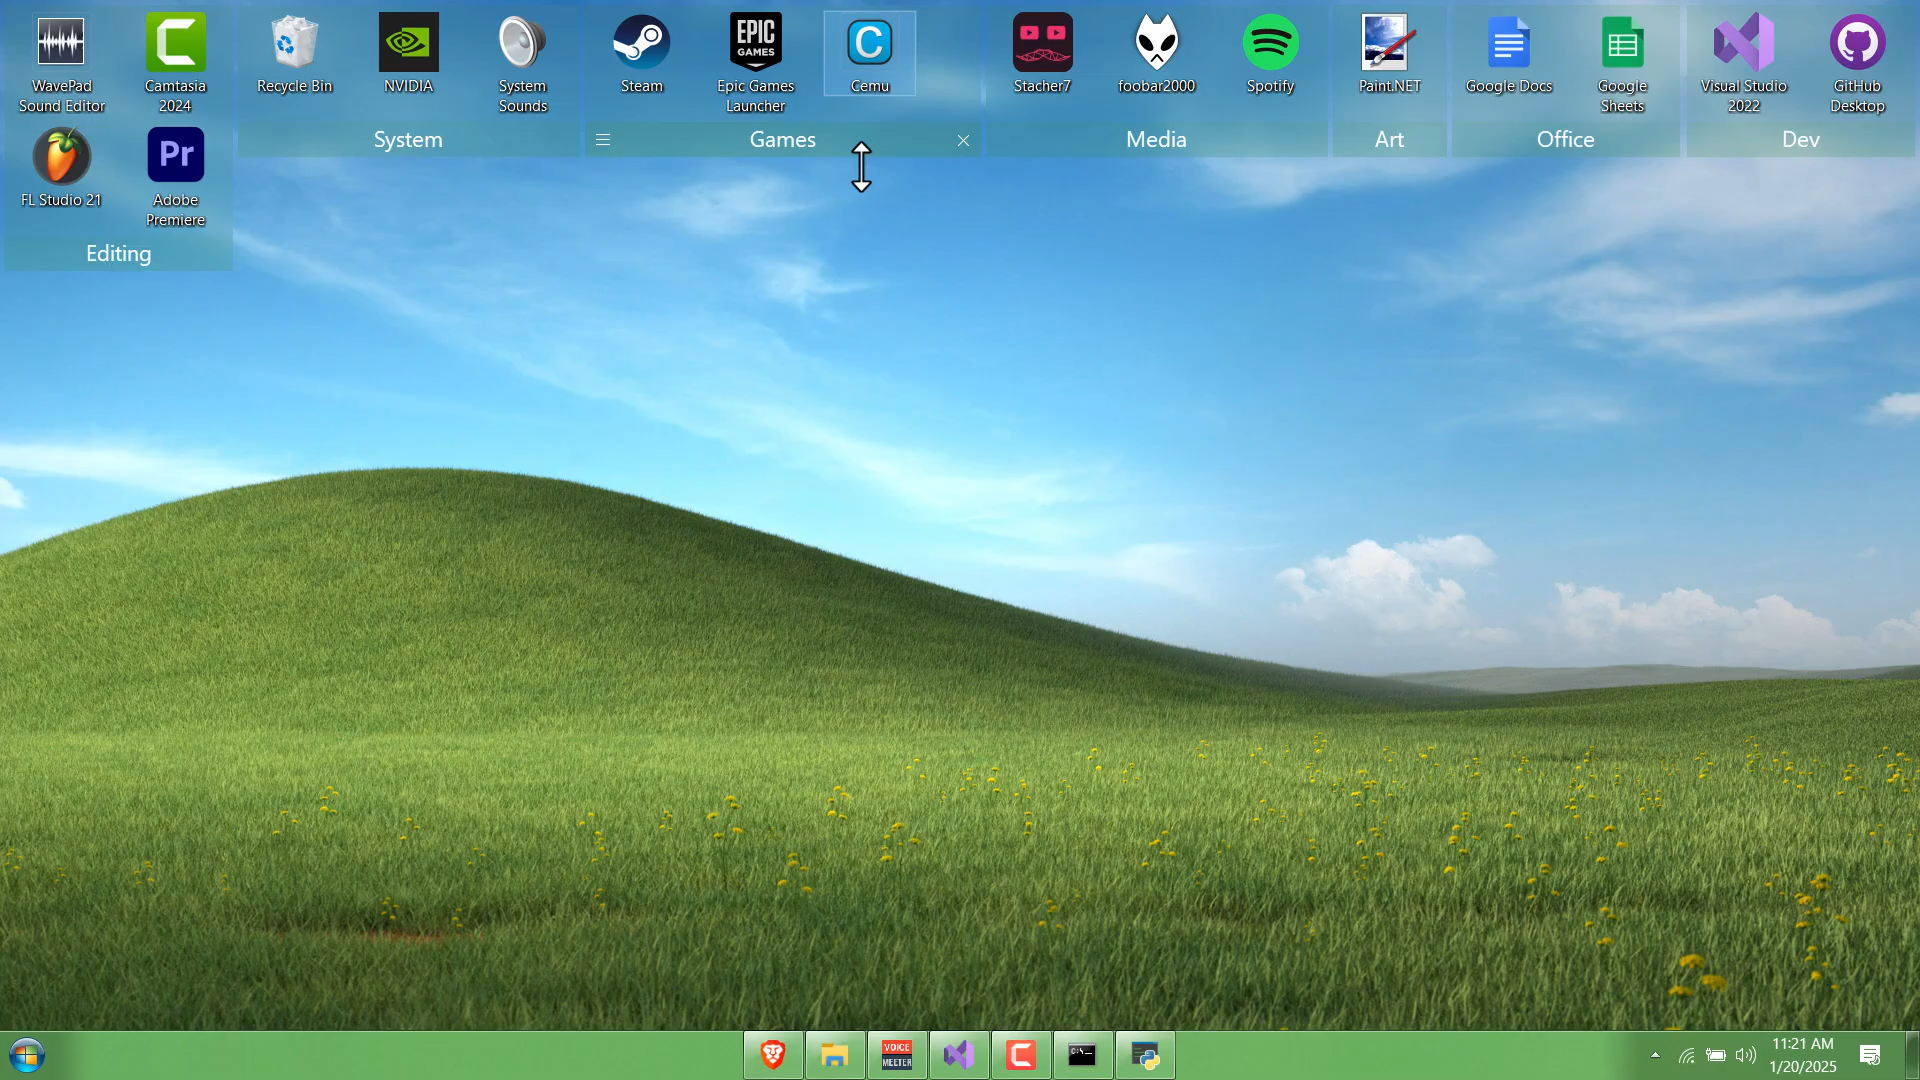 WavePad
Sound Editor
Camtasia
2024
FL Studio 21
Pr
Adobe
Premiere
Editing
Recycle Bin
NVIDIA
System
Sounds
System
Steam
EPIC
GAMES
Epic Games
Launcher
C
Cemu
Games
Stacher7
foobar2000
Spotify
Media
Paint.NET
Art
Google Docs
Google
Sheets
Office
Visual Studio
2022
GitHub
Desktop
Dev
VOICE
MEETER
C:\_
11:21 AM
1/20/2025